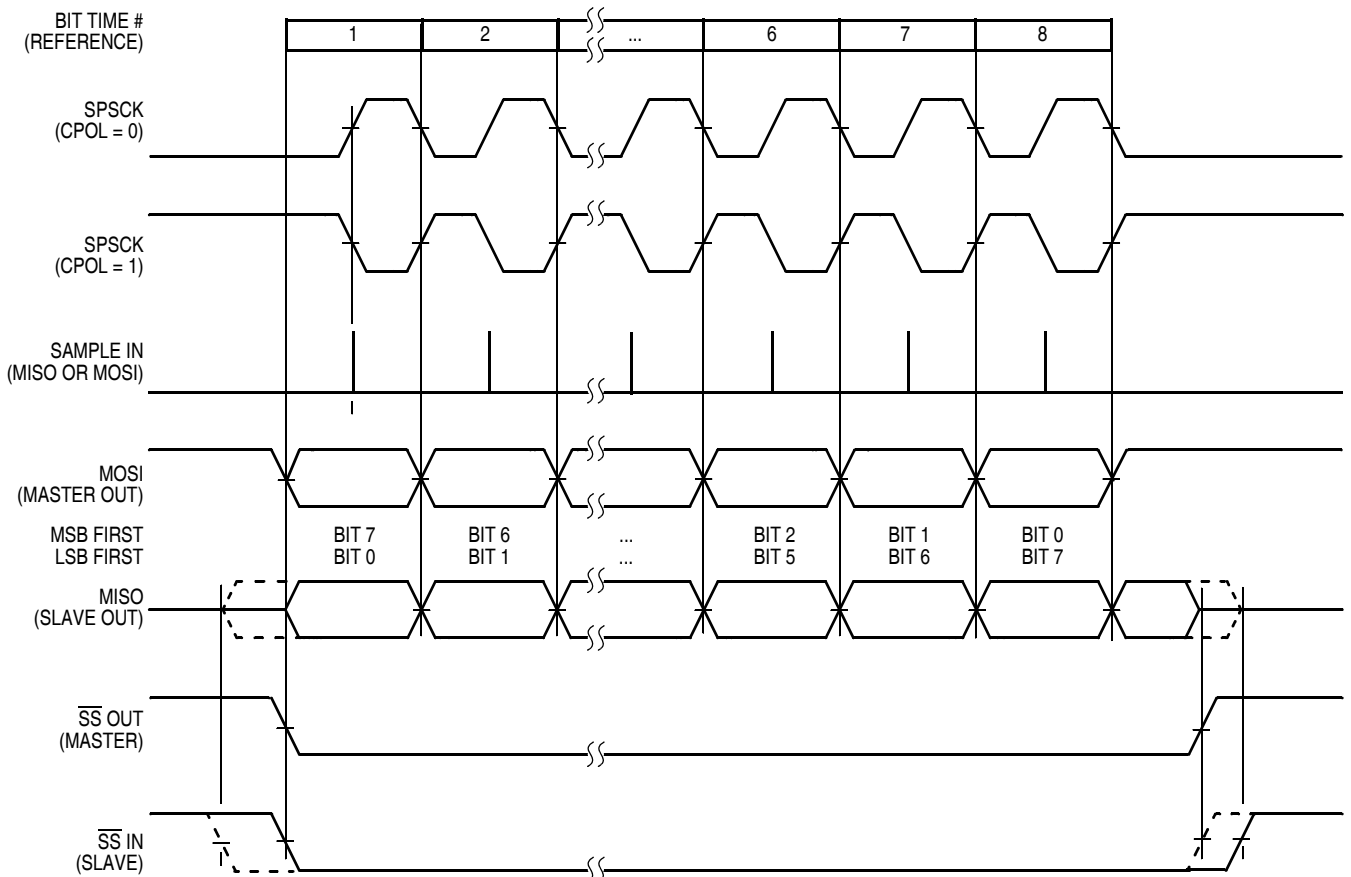 BIT TIME #
(REFERENCE)
1 2 ... 6 7 8
SPSCK
(CPOL = 0)
SPSCK
(CPOL = 1)
SAMPLE IN
(MISO OR MOSI)
MOSI
(MASTER OUT)
MSB FIRST BIT 7 BIT 6 ... BIT 2 BIT 1 BIT 0
LSB FIRST BIT 0 BIT 1 ... BIT 5 BIT 6 BIT 7
MISO
(SLAVE OUT)
S̅S̅ OUT
(MASTER)
S̅S̅ IN
(SLAVE)